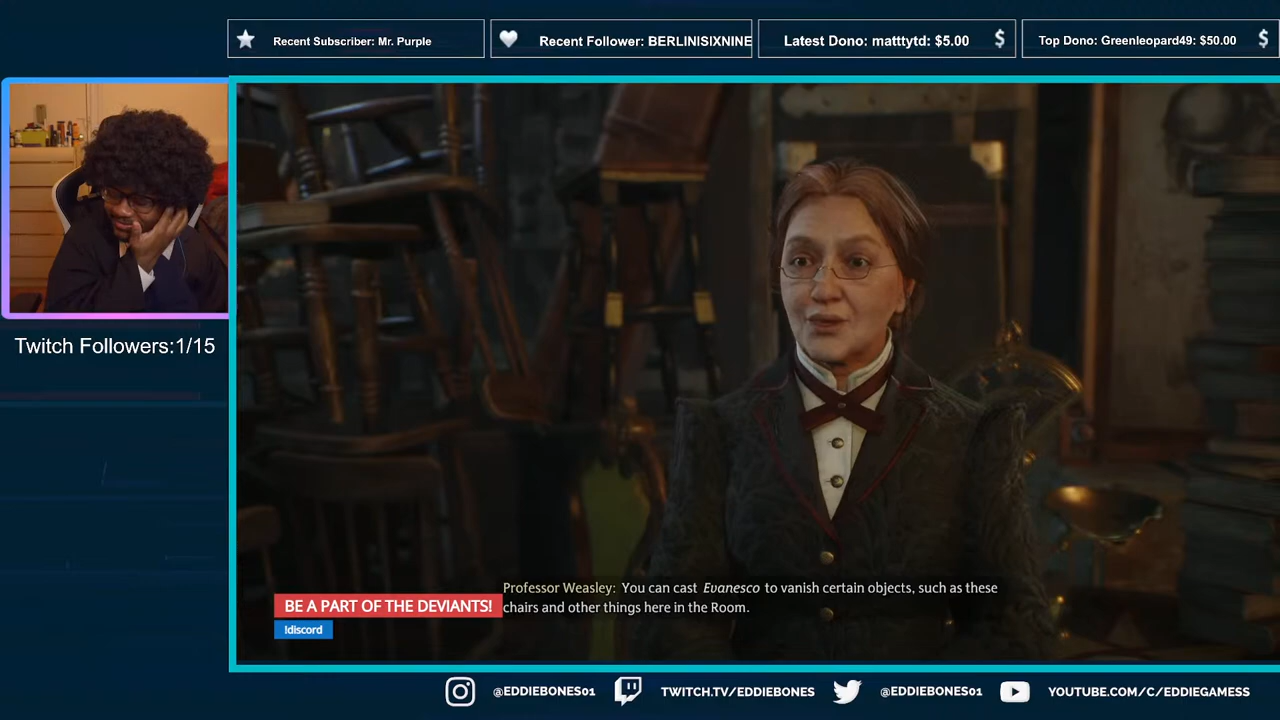 Recent Subscriber: Mr. Purple
Recent Follower: BERLINISIXNINE
Latest Dono: matttytd: $5.00
$
Top Dono: Greenleopard49: $50.00
$
Twitch Followers:1/15
Professor Weasley: You can cast Evanesco to vanish certain objects, such as these
chairs and other things here in the Room.
BE A PART OF THE DEVIANTS!
!discord
@EDDIEBONES01
TWITCH.TV/EDDIEBONES
@EDDIEBONES01
YOUTUBE.COM/C/EDDIEGAMESS